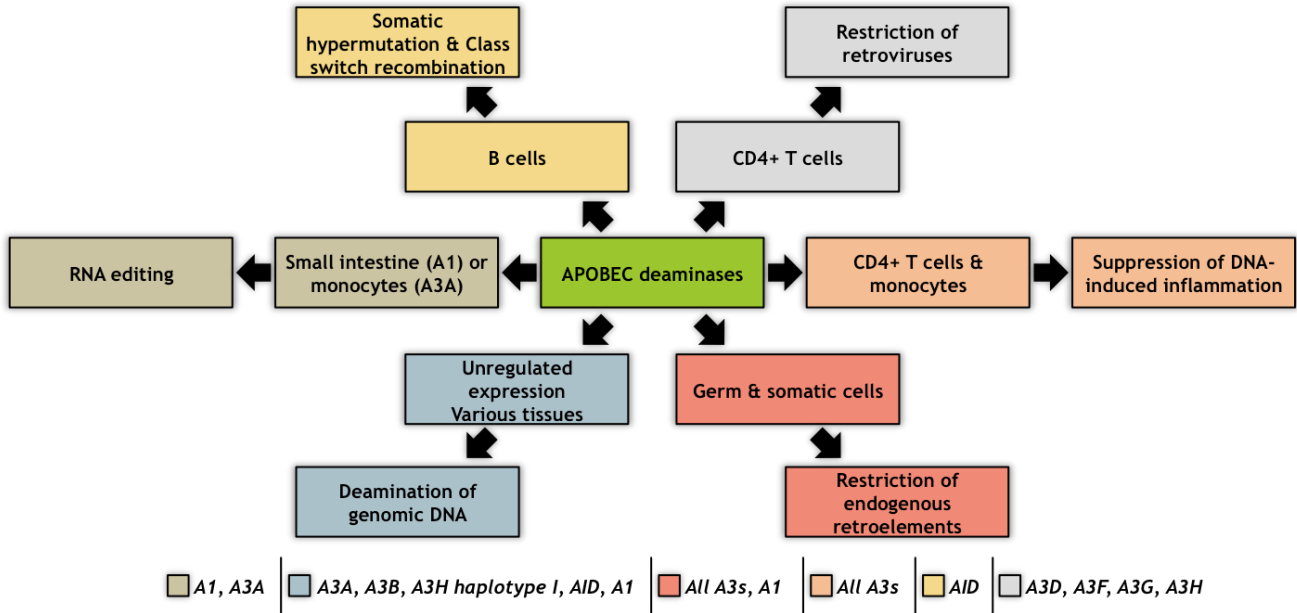 Somatic
hypermutation & Class
switch recombination
Restriction of
retroviruses
B cells
CD4+ T cells
RNA editing
Small intestine (A1) or
monocytes (A3A)
APOBEC deaminases
CD4+ T cells &
monocytes
Suppression of DNA-
induced inflammation
Unregulated
expression
Various tissues
Germ & somatic cells
Deamination of
genomic DNA
Restriction of
endogenous
retroelements
A1, A3A
A3A, A3B, A3H haplotype I, AID, A1
All A3s, A1
All A3s
AID
A3D, A3F, A3G, A3H